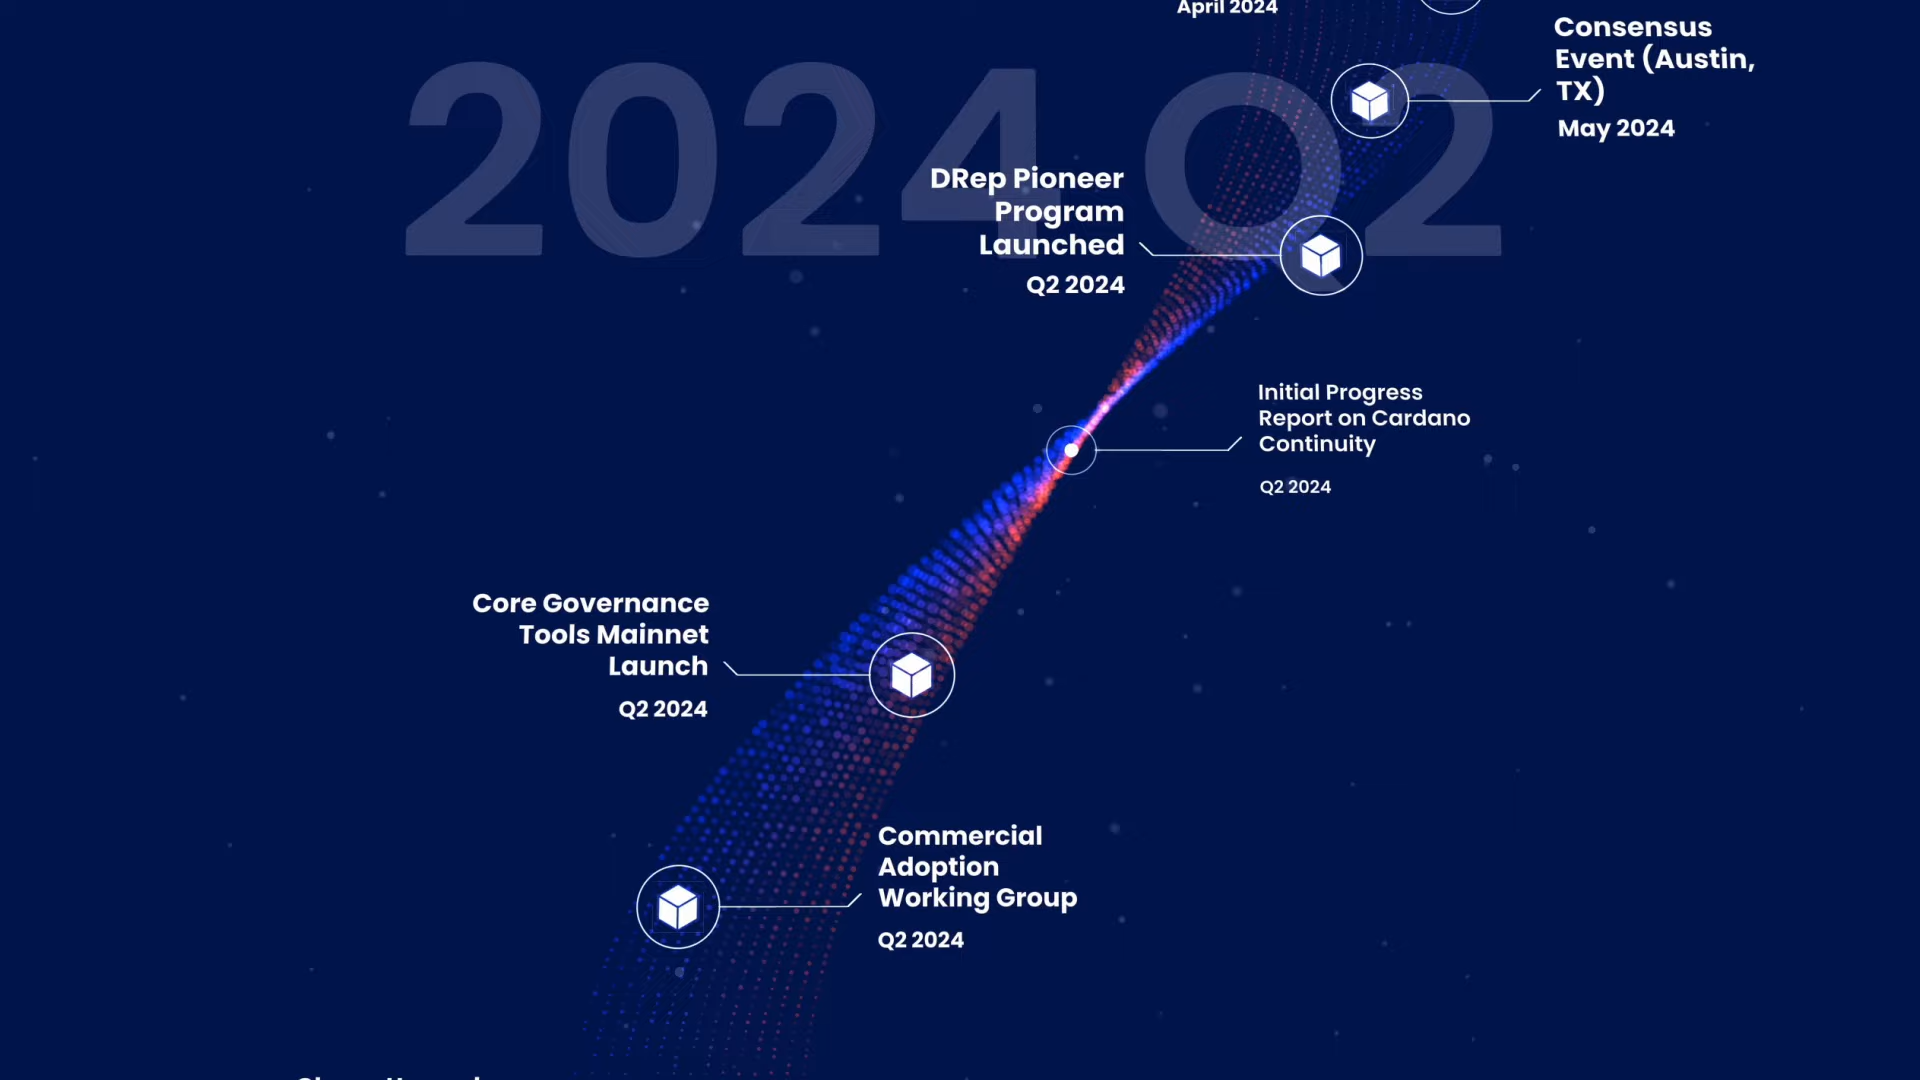 April 2024
Consensus
Event (Austin,
TX)
May 2024
2024 Q2
DRep Pioneer
Program
Launched
Q2 2024
Initial Progress
Report on Cardano
Continuity
Q2 2024
Core Governance
Tools Mainnet
Launch
Q2 2024
Commercial
Adoption
Working Group
Q2 2024